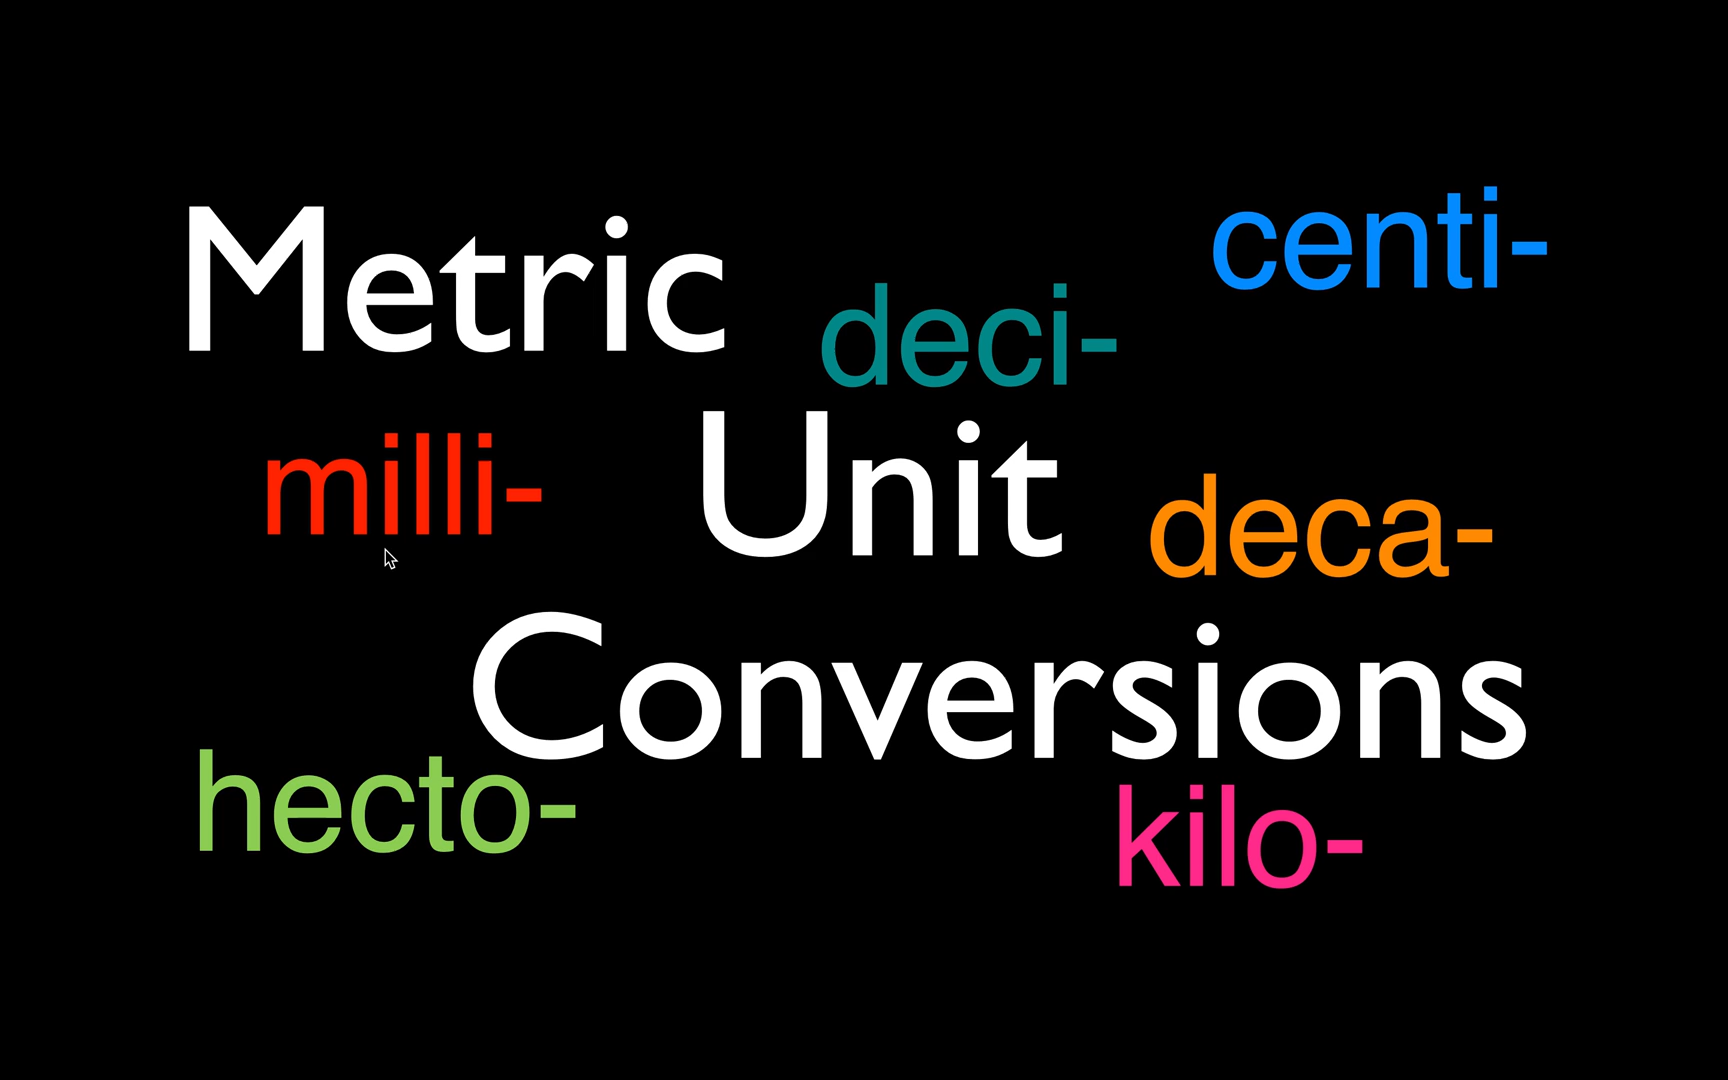 Metric
centi-
deci-
milli-
Unit
deca-
Conversions
hecto-
kilo-